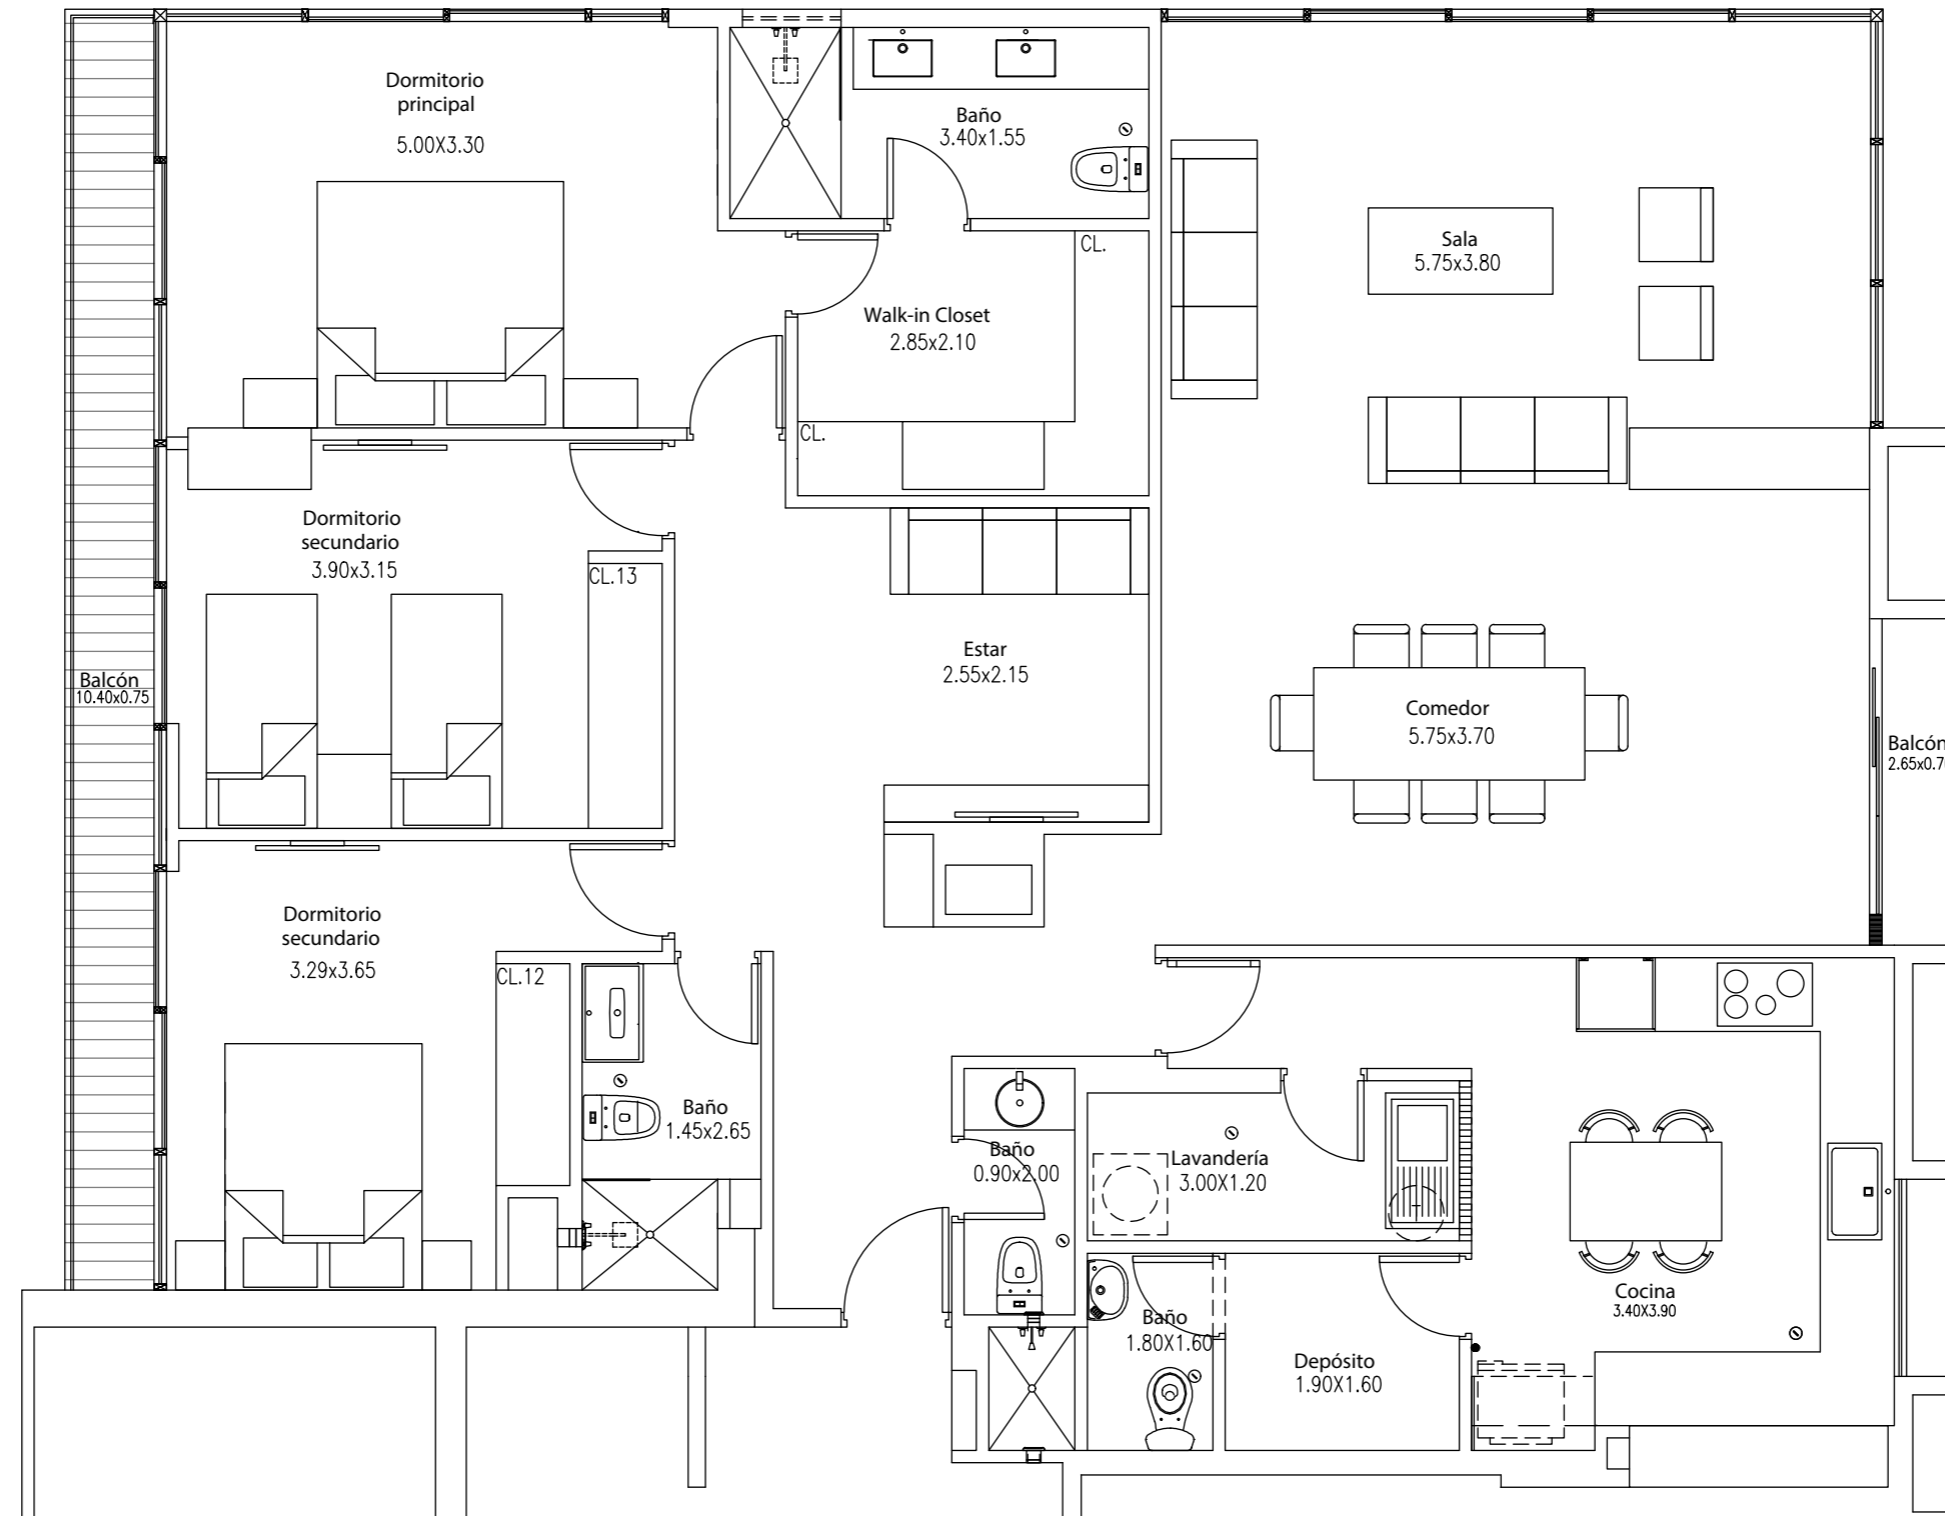 Dormitorio
principal
5.00X3.30
Baño
3.40x1.55
Sala
5.75x3.80
CL.
Walk-in Closet
2.85x2.10
CL.
Dormitorio
secundario
3.90x3.15
CL.13
Estar
2.55x2.15
Balcón
10.40x0.75
Comedor
5.75x3.70
Balcón
2.65x0.7
Dormitorio
secundario
3.29x3.65
CL.12
Baño
1.45x2.65
Baño
0.90x2.00
Lavandería
3.00X1.20
Cocina
3.40X3.90
Baño
1.80X1.60
Depósito
1.90X1.60